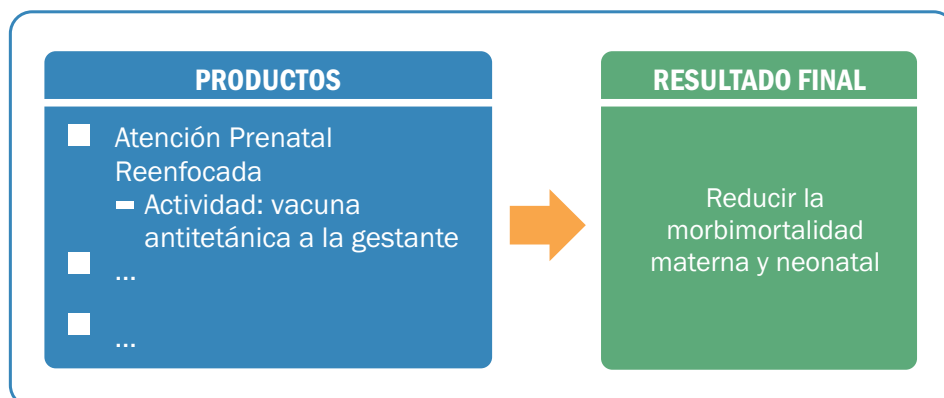 PRODUCTOS
Atención Prenatal
Reenfocada
- Actividad: vacuna
antitetánica a la gestante
...
...
RESULTADO FINAL
Reducir la
morbimortalidad
materna y neonatal